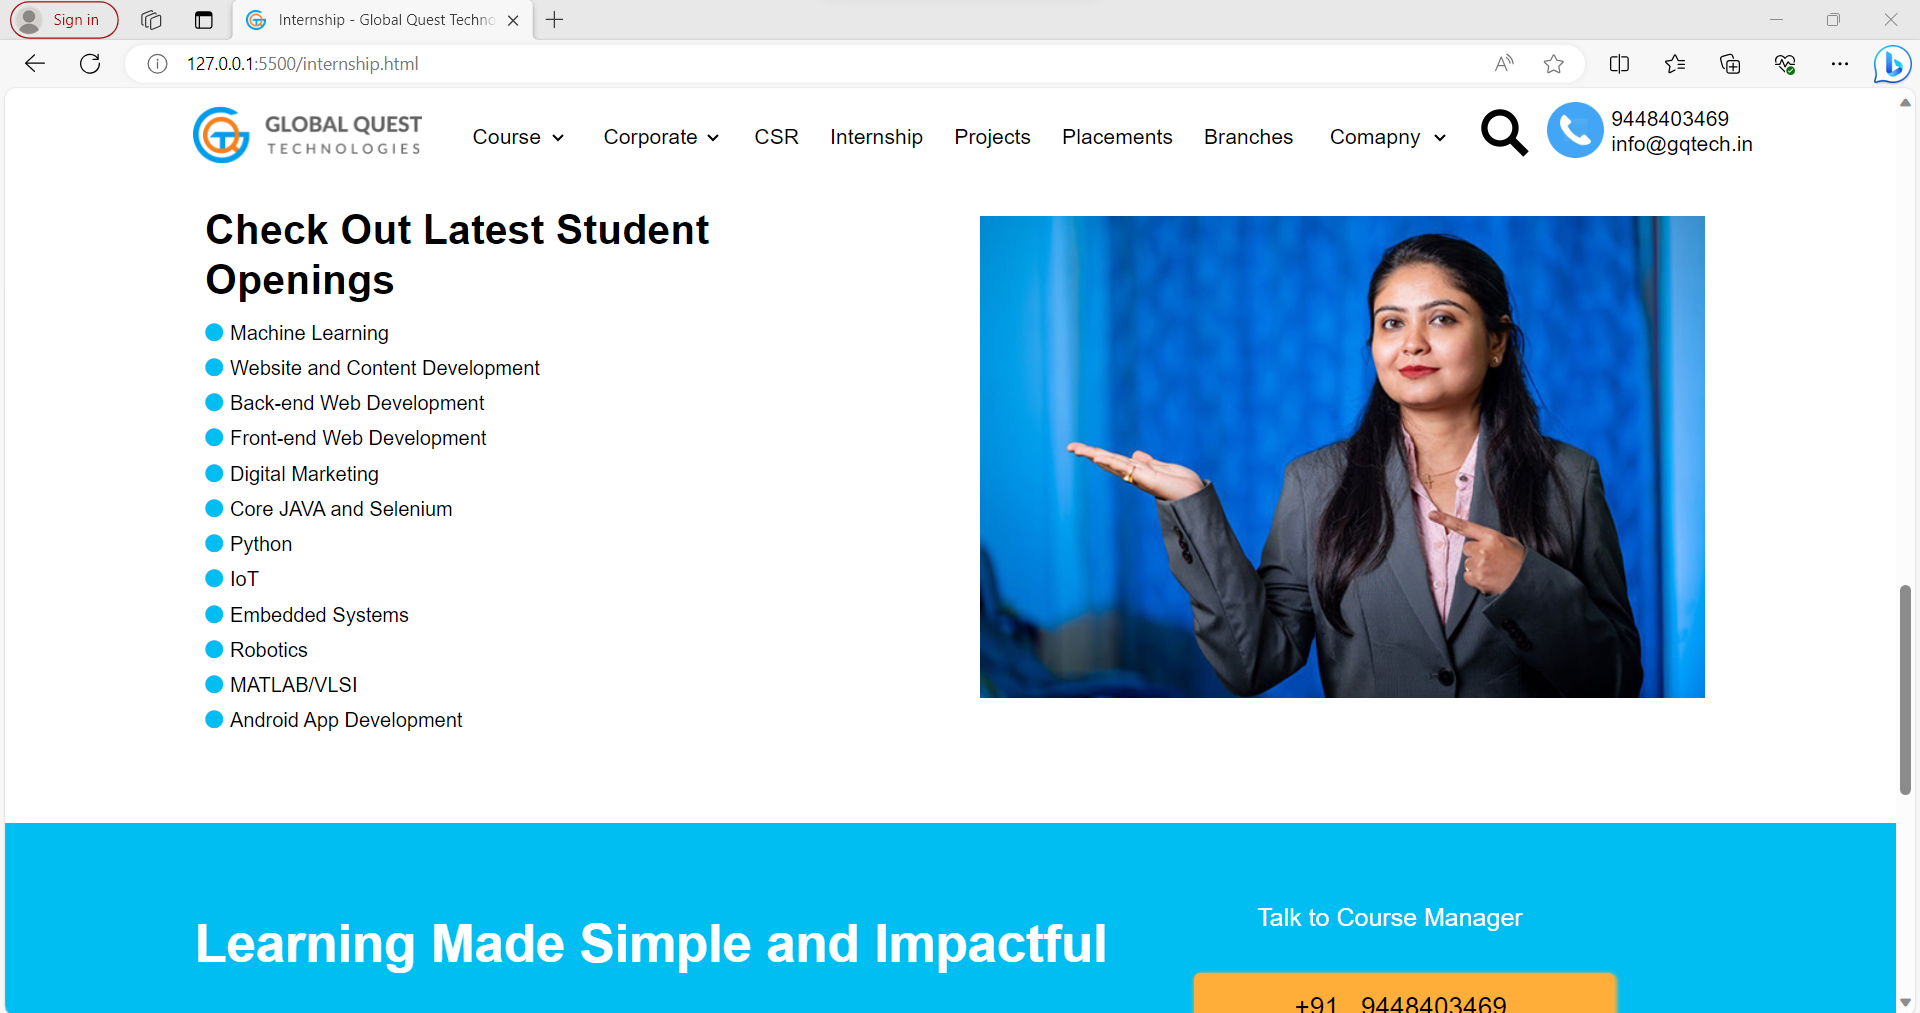 Sign in
Internship - Global Quest Techno
127.0.0.1:5500/internship.html
GLOBAL QUEST
TECHNOLOGIES
Course
Corporate
CSR
Internship
Projects
Placements
Branches
Comapny
9448403469
info@gqtech.in
Check Out Latest Student
Openings
Machine Learning
Website and Content Development
Back-end Web Development
Front-end Web Development
Digital Marketing
Core JAVA and Selenium
Python
IoT
Embedded Systems
Robotics
MATLAB/VLSI
Android App Development
Learning Made Simple and Impactful
Talk to Course Manager
+91 9448403469